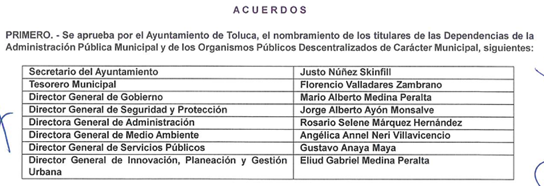 ACUERDOS
PRIMERO. - Se aprueba por el Ayuntamiento de Toluca, el nombramiento de los titulares de las Dependencias de la
Administración Pública Municipal y de los Organismos Públicos Descentralizados de Carácter Municipal, siguientes:
Secretario del Ayuntamiento Justo Núñez Skinfill
Tesorero Municipal Florencio Valladares Zambrano
Director General de Gobierno Mario Alberto Medina Peralta
Director General de Seguridad y Protección Jorge Alberto Ayón Monsalve
Directora General de Administración Rosario Selene Márquez Hernández
Directora General de Medio Ambiente Angélica Annel Neri Villavicencio
Director General de Servicios Públicos Gustavo Anaya Maya
Director General de Innovación, Planeación y Gestión Eliud Gabriel Medina Peralta
Urbana